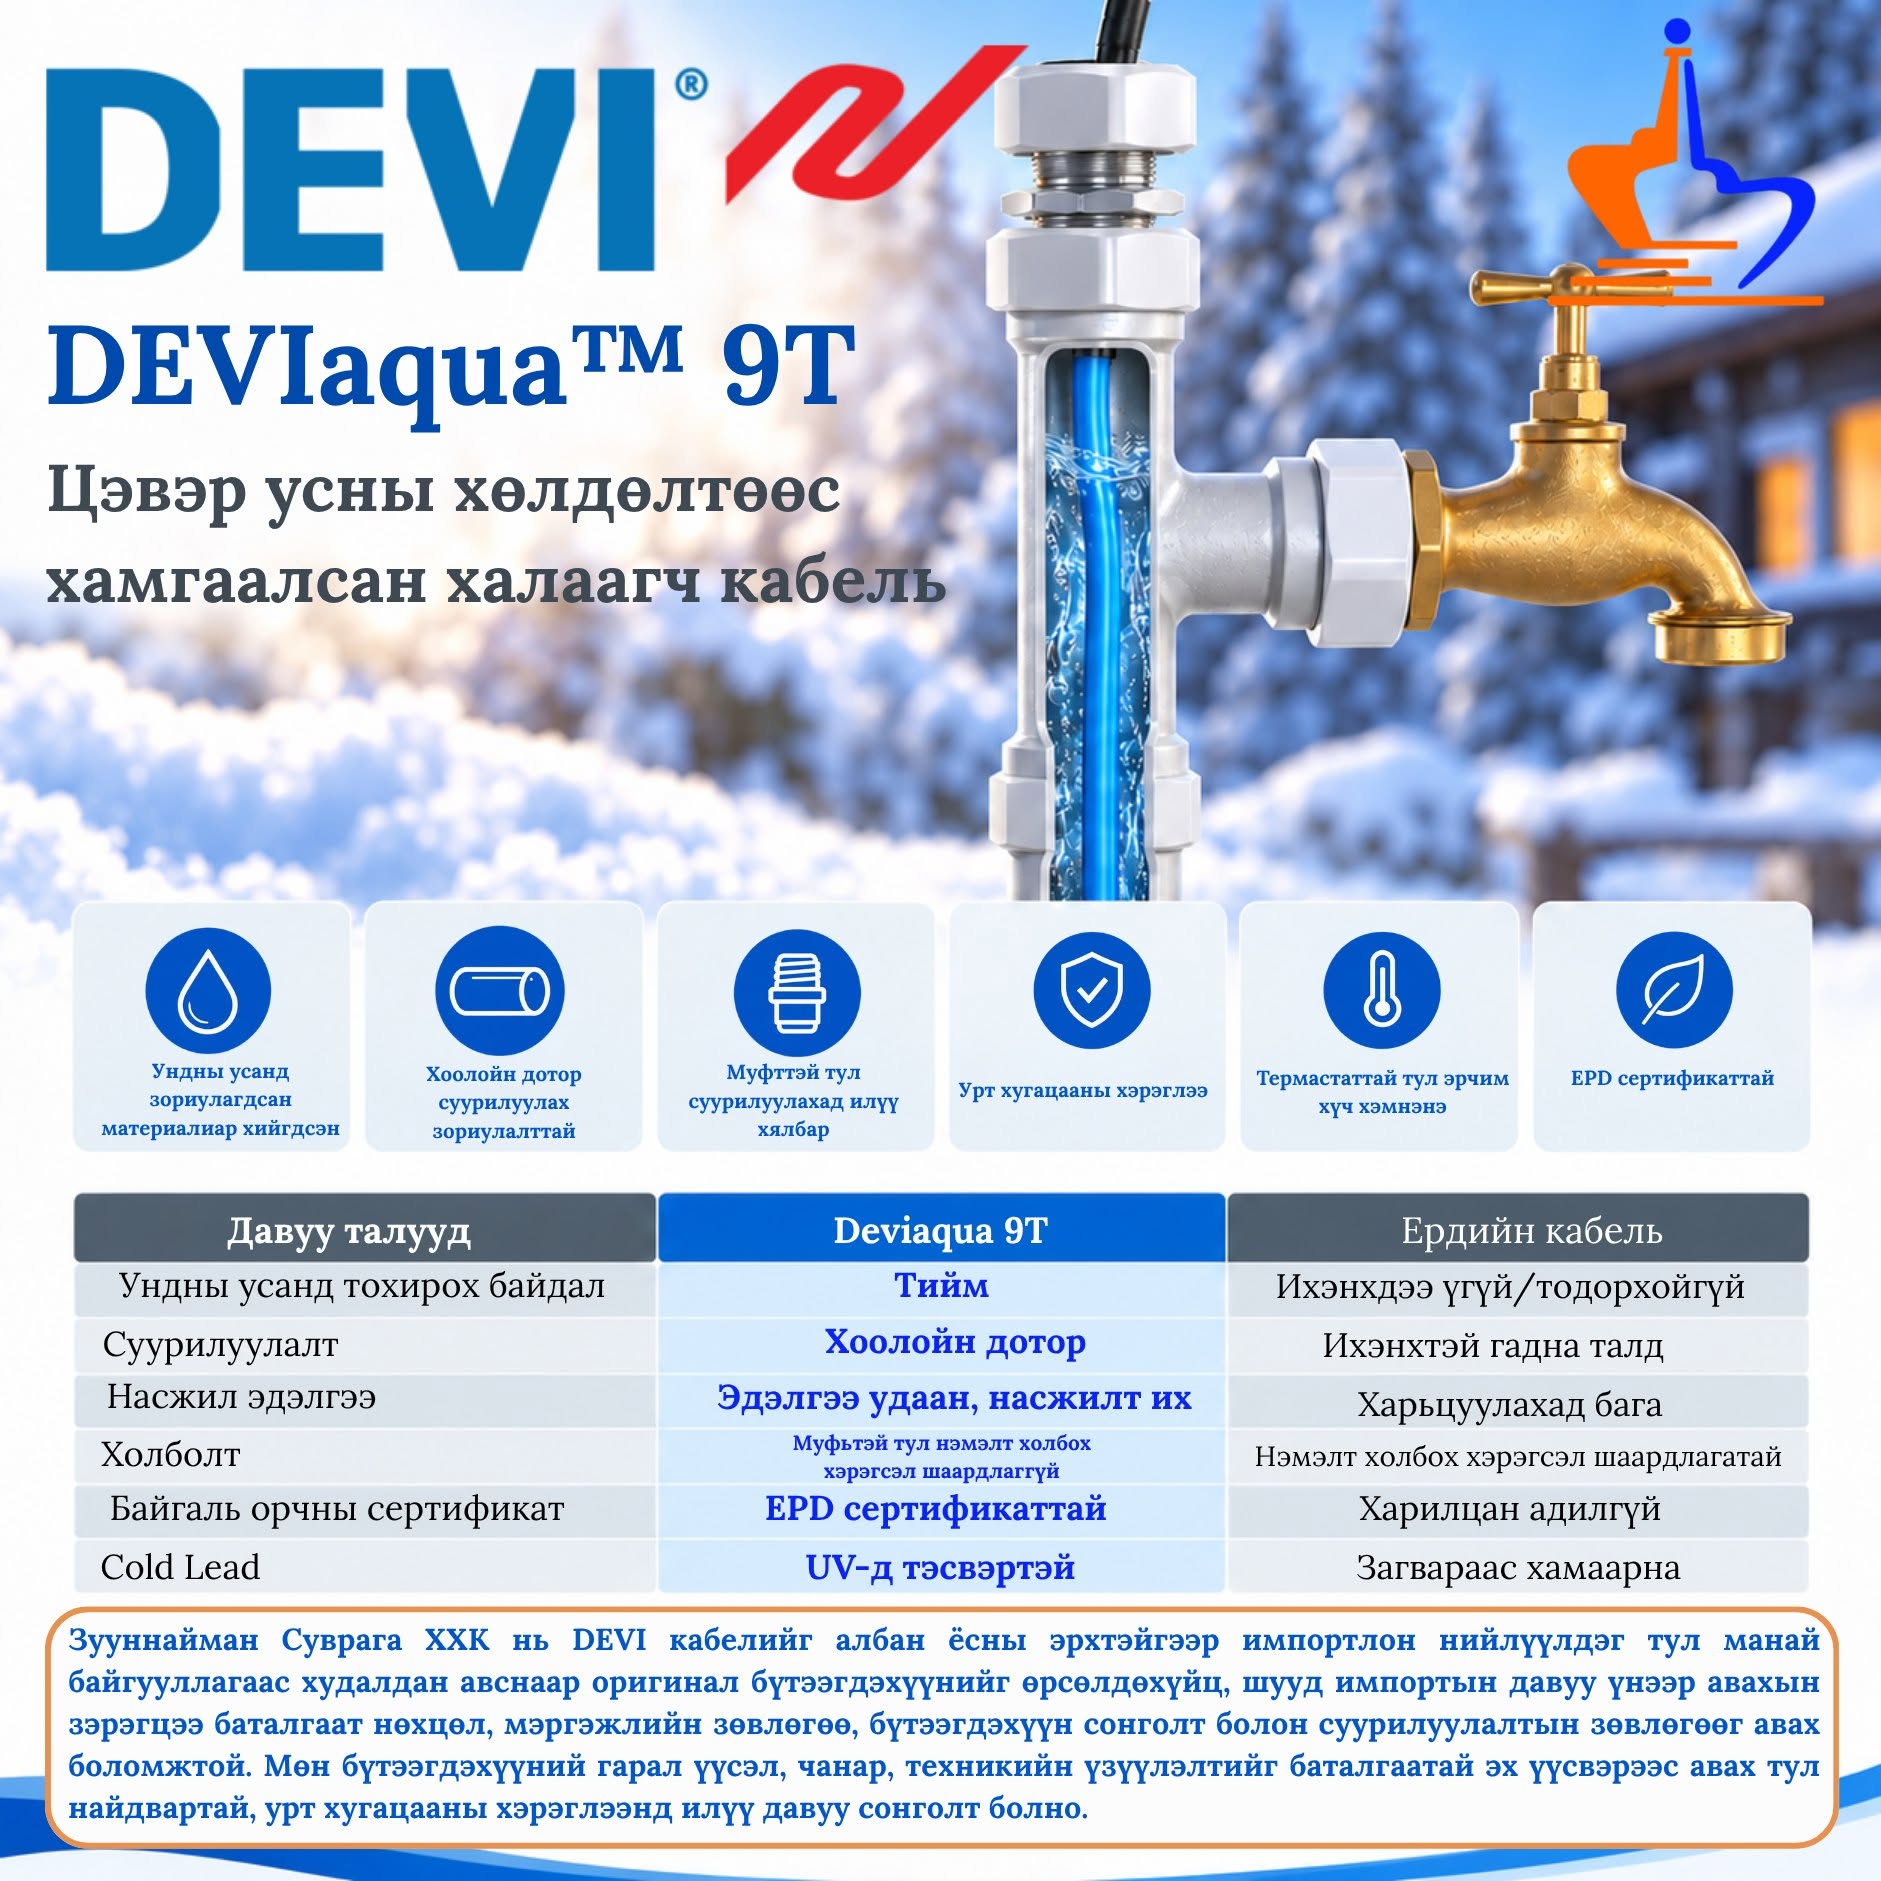 DEVI®
DEVIaqua™ 9T
Цэвэр усны хөлдөлтөөс
хамгаалсан халаагч кабель
Ундны усанд
зориулагдсан
материалиар хийгдсэн
Хоолойн дотор
суурилуулах
зориулалттай
Муфттэй тул
суурилуулахад илүү
хялбар
Урт хугацааны хэрэглээ
Термастаттай тул эрчим
хүч хэмнэнэ
EPD сертификаттай
Давуу талууд Deviaqua 9T Ердийн кабель
Ундны усанд тохирох байдал Тийм Ихэнхдээ үгүй/тодорхойгүй
Суурилуулалт Хоолойн дотор Ихэнхтэй гадна талд
Насжил эдэлгээ Эдэлгээ удаан, насжилт их Харьцуулахад бага
Холболт Муфьтэй тул нэмэлт холбох
хэрэгсэл шаардлаггүй Нэмэлт холбох хэрэгсэл шаардлагатай
Байгаль орчны сертификат EPD сертификаттай Харилцан адилгүй
Cold Lead UV-д тэсвэртэй Загвараас хамаарна
Зууннайман Суврага ХХК нь DEVI кабелийг албан ёсны эрхтэйгээр импортлон нийлүүлдэг тул манай
байгууллагаас худалдан авснаар оригинал бүтээгдэхүүнийг өрсөлдөхүйц, шууд импортын давуу үнээр авахын
зэрэгцээ баталгаат нөхцөл, мэргэжлийн зөвлөгөө, бүтээгдэхүүн сонголт болон суурилуулалтын зөвлөгөөг авах
боломжтой. Мөн бүтээгдэхүүний гарал үүсэл, чанар, техникийн үзүүлэлтийг баталгаатай эх үүсвэрээс авах тул
найдвартай, урт хугацааны хэрэглээнд илүү давуу сонголт болно.